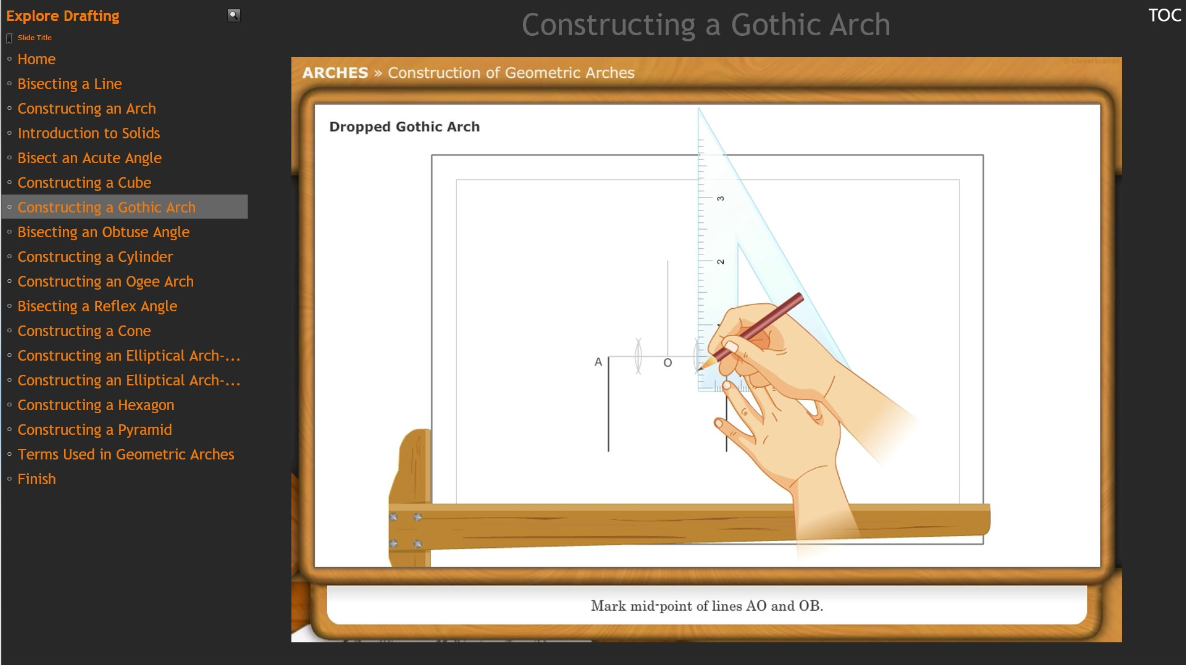 Explore Drafting
Slide Title
Home
Bisecting a Line
Constructing an Arch
Introduction to Solids
Bisect an Acute Angle
Constructing a Cube
Constructing a Gothic Arch
Bisecting an Obtuse Angle
Constructing a Cylinder
Constructing an Ogee Arch
Bisecting a Reflex Angle
Constructing a Cone
Constructing an Elliptical Arch-...
Constructing an Elliptical Arch-...
Constructing a Hexagon
Constructing a Pyramid
Terms Used in Geometric Arches
Finish
Constructing a Gothic Arch
TOC
ARCHES » Construction of Geometric Arches
Dropped Gothic Arch
3
2
A
O
Mark mid-point of lines AO and OB.